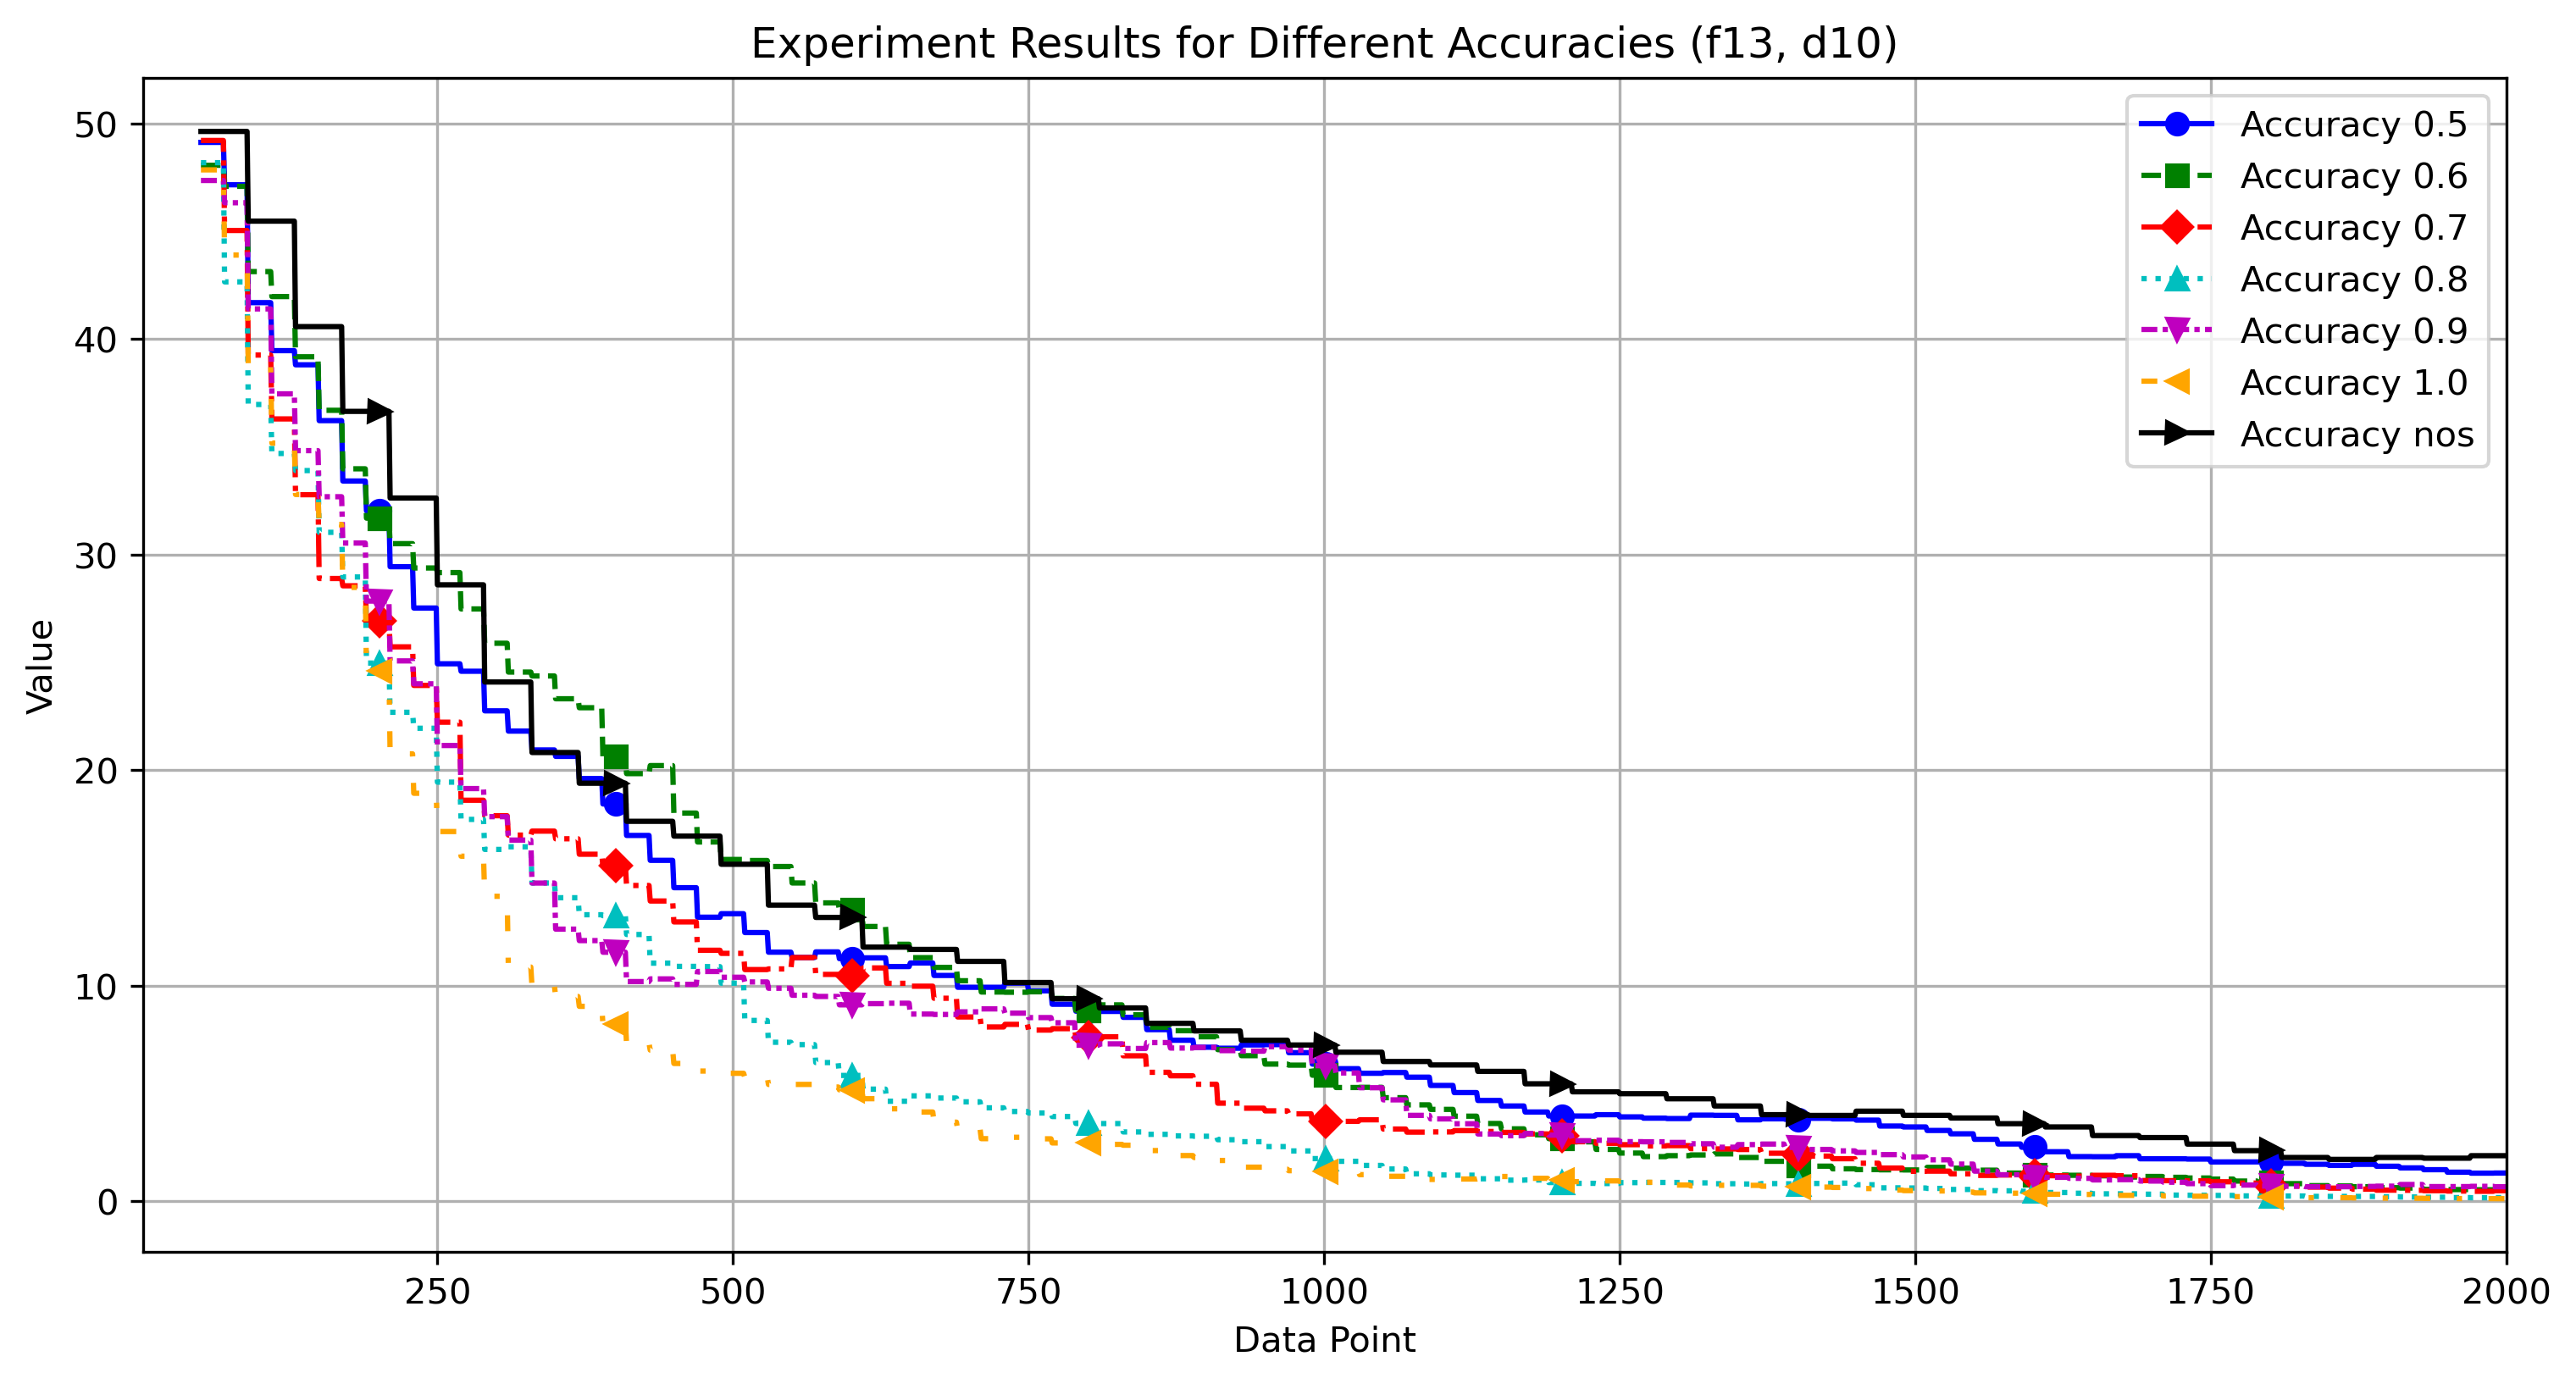 Experiment Results for Different Accuracies (f13, d10)
Value
50
40
30
20
10
0
Accuracy 0.5
Accuracy 0.6
Accuracy 0.7
Accuracy 0.8
Accuracy 0.9
Accuracy 1.0
Accuracy nos
250 500 750 1000 1250 1500 1750 2000
Data Point